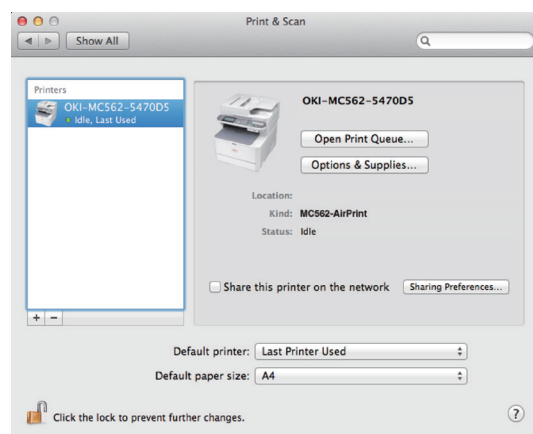 Print & Scan
Show All
Printers
OKI-MC562-5470D5
Idle, Last Used
OKI-MC562-5470D5
Open Print Queue...
Options & Supplies...
Location:
Kind: MC562-AirPrint
Status: Idle
Share this printer on the network Sharing Preferences...
+ −
Default printer: Last Printer Used
Default paper size: A4
Click the lock to prevent further changes. ?